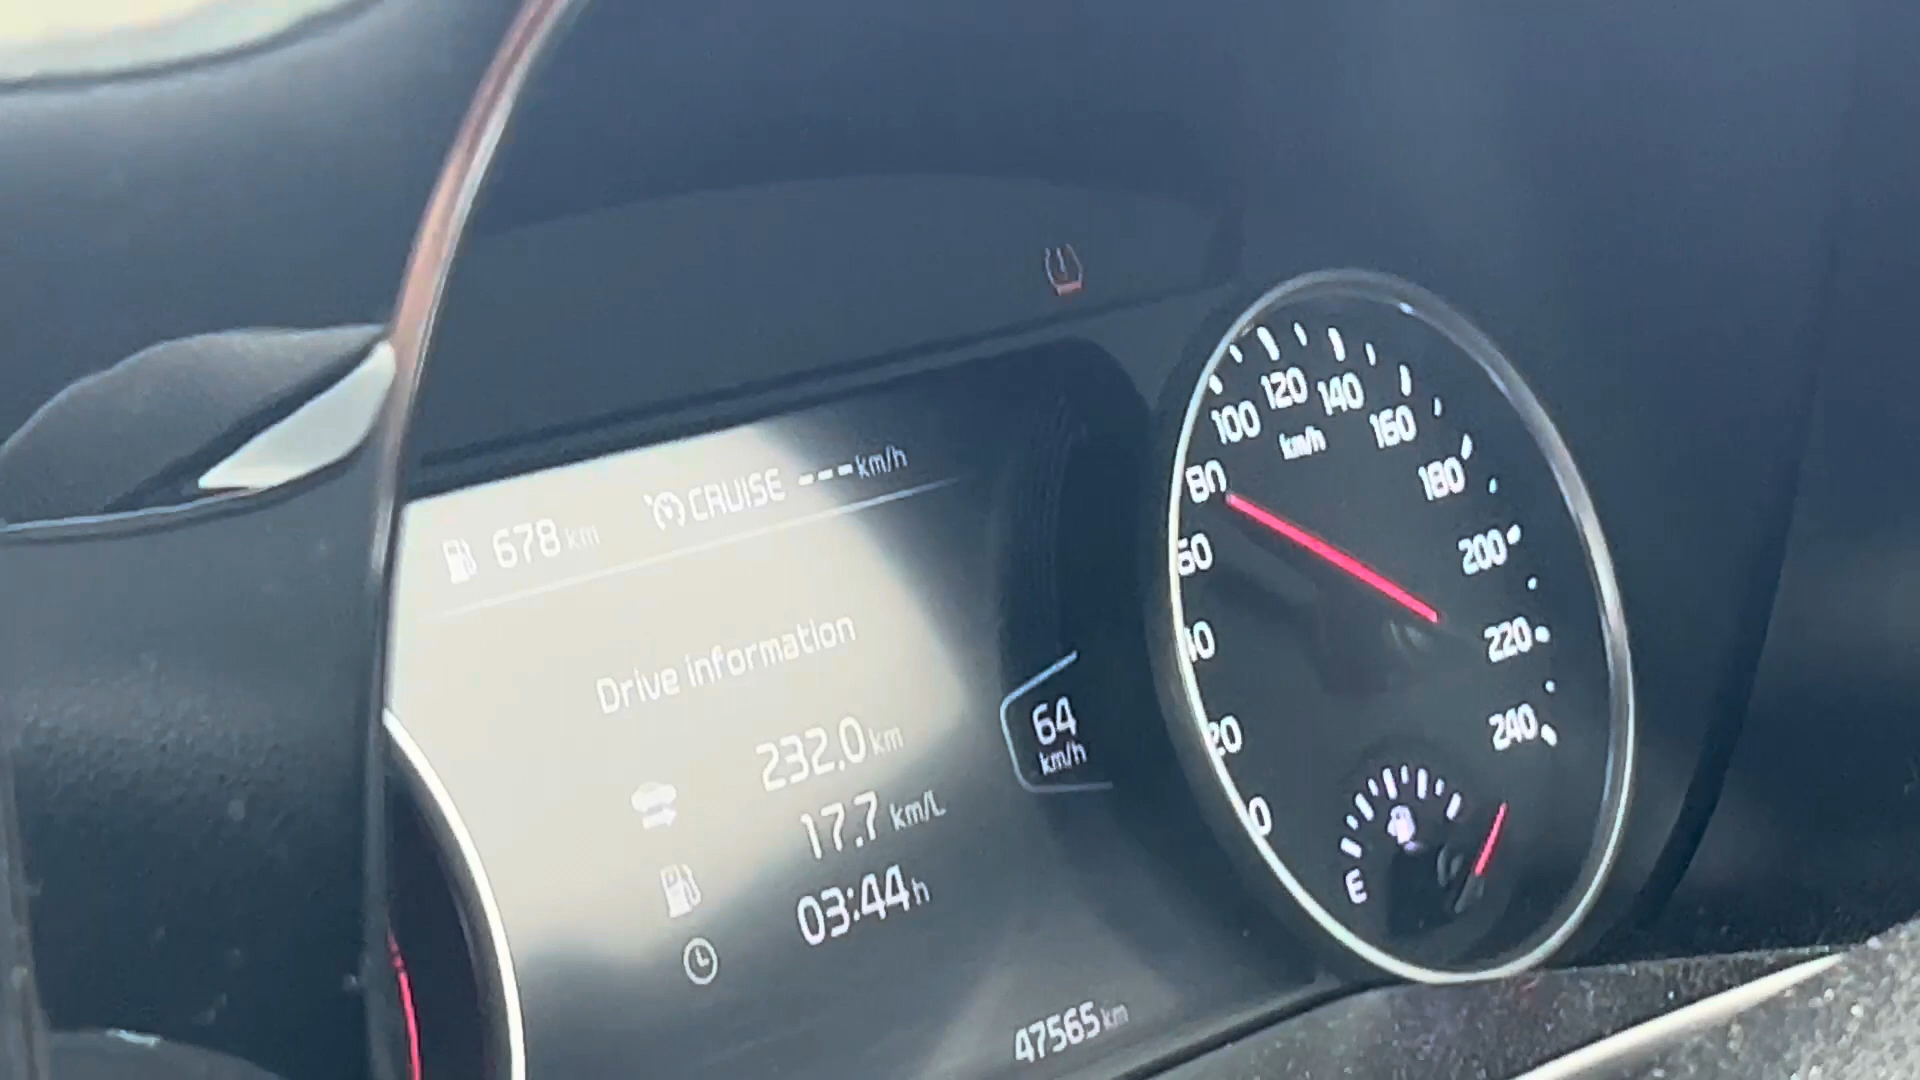 678 km
CRUISE ---km/h
Drive information
232.0 km
17.7 km/L
03:44 h
47565 km
64
km/h
0
20
40
60
80
100
120
140
160
180
200
220
240
km/h
E